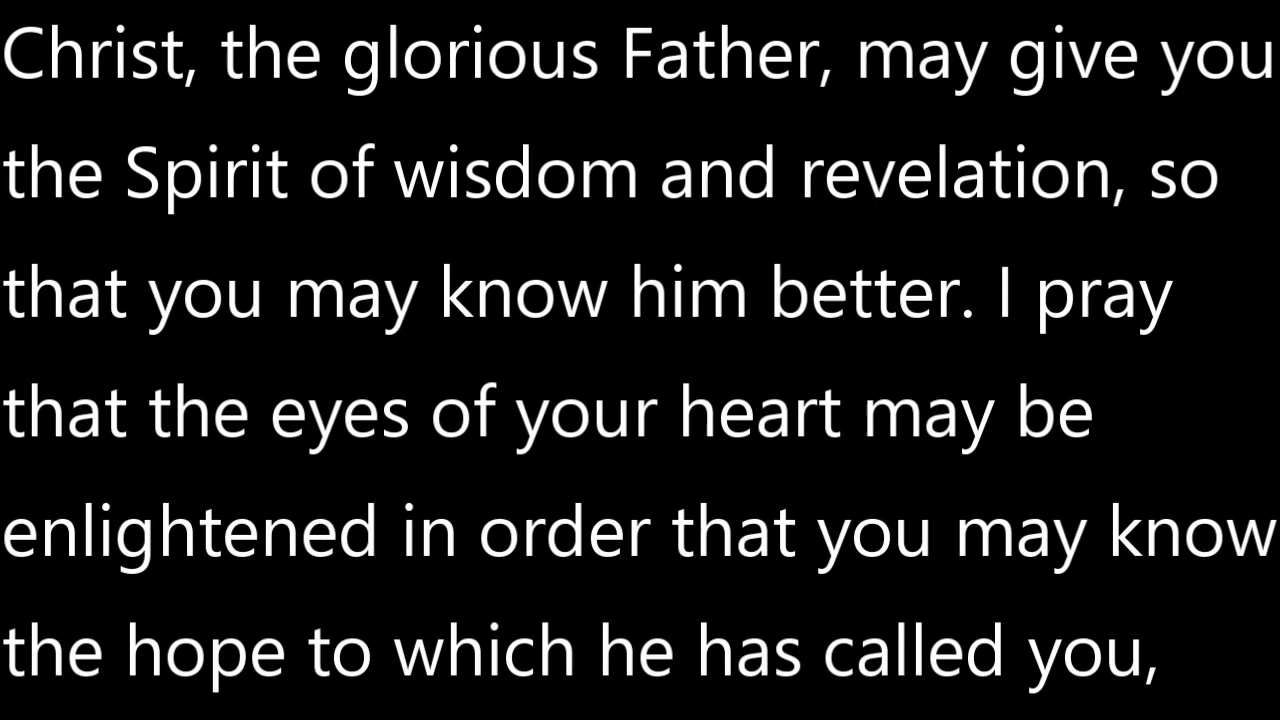 Christ, the glorious Father, may give you
the Spirit of wisdom and revelation, so
that you may know him better. I pray
that the eyes of your heart may be
enlightened in order that you may know
the hope to which he has called you,